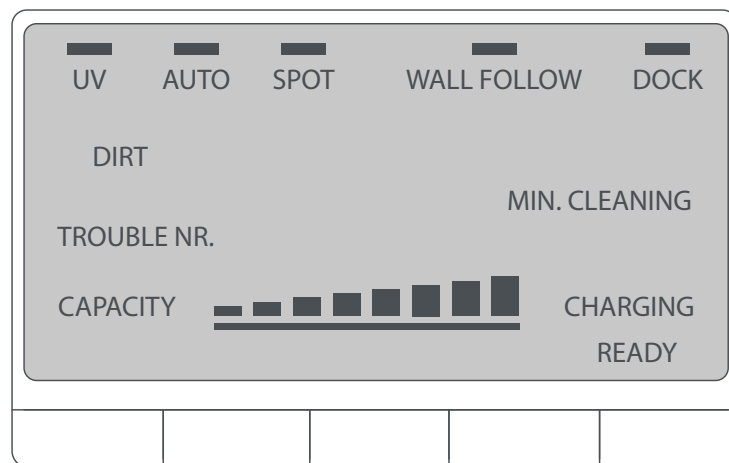 UV AUTO SPOT WALL FOLLOW DOCK
DIRT
MIN. CLEANING
TROUBLE NR.
CAPACITY CHARGING
READY